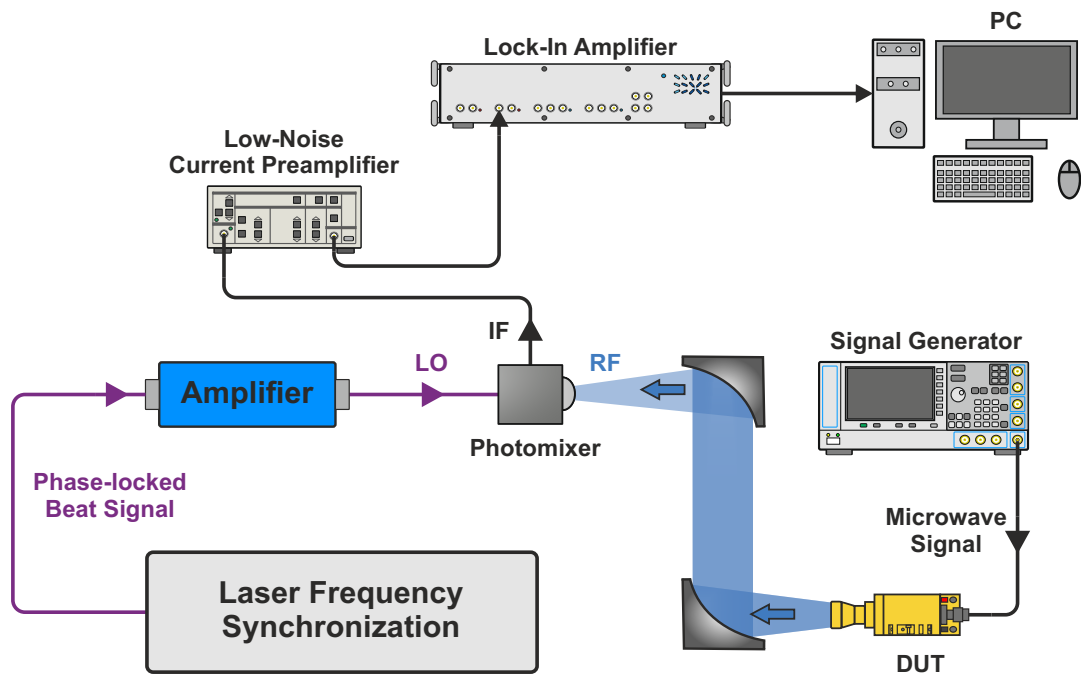 PC
Lock-In Amplifier
Low-Noise
Current Preamplifier
IF
Signal Generator
LO
RF
Amplifier
Photomixer
Phase-locked
Beat Signal
Microwave
Signal
Laser Frequency
Synchronization
DUT